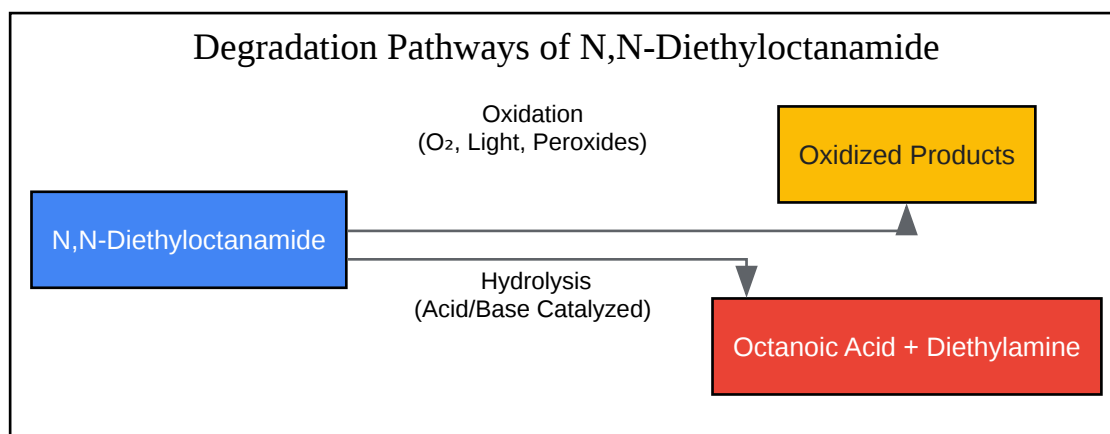 Degradation Pathways of N,N-Diethyloctanamide
Oxidation
(O₂, Light, Peroxides)
Oxidized Products
N,N-Diethyloctanamide
Hydrolysis
(Acid/Base Catalyzed)
Octanoic Acid + Diethylamine